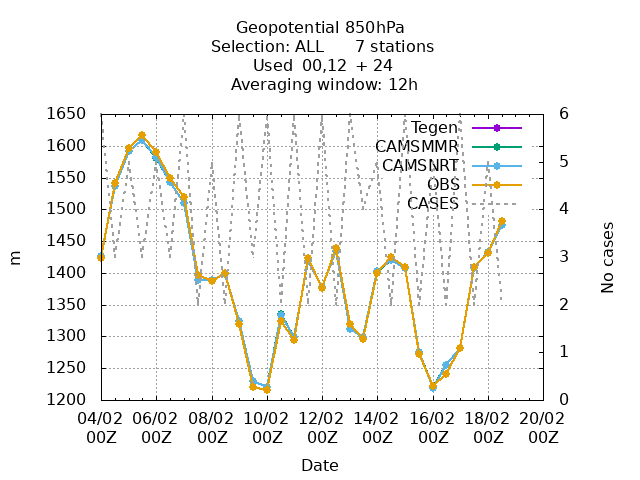 Geopotential 850hPa
Selection: ALL 7 stations
Used 00,12 + 24
Averaging window: 12h
1650
1600
1550
1500
1450
1400
1350
1300
1250
1200
m
6
5
4
3
2
1
0
No cases
Tegen
CAMSMMR
CAMSNRT
OBS
CASES
04/02 06/02 08/02 10/02 12/02 14/02 16/02 18/02 20/02
00Z 00Z 00Z 00Z 00Z 00Z 00Z 00Z 00Z
Date